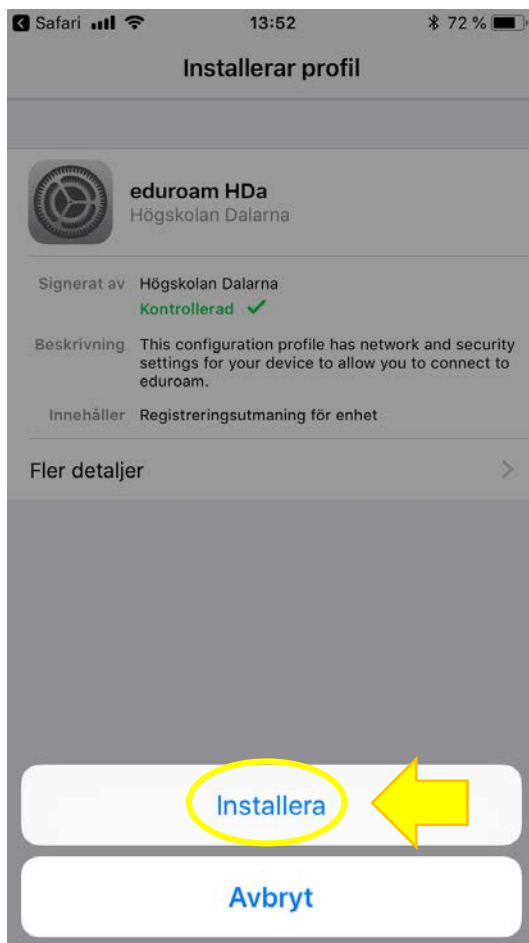 Safari 13:52 72 %
Installerar profil
eduroam HDa
Högskolan Dalarna
Signerat av Högskolan Dalarna
Kontrollerad
Beskrivning This configuration profile has network and security
settings for your device to allow you to connect to
eduroam.
Innehåller Registreringsutmaning för enhet
Fler detaljer
Installera
Avbryt